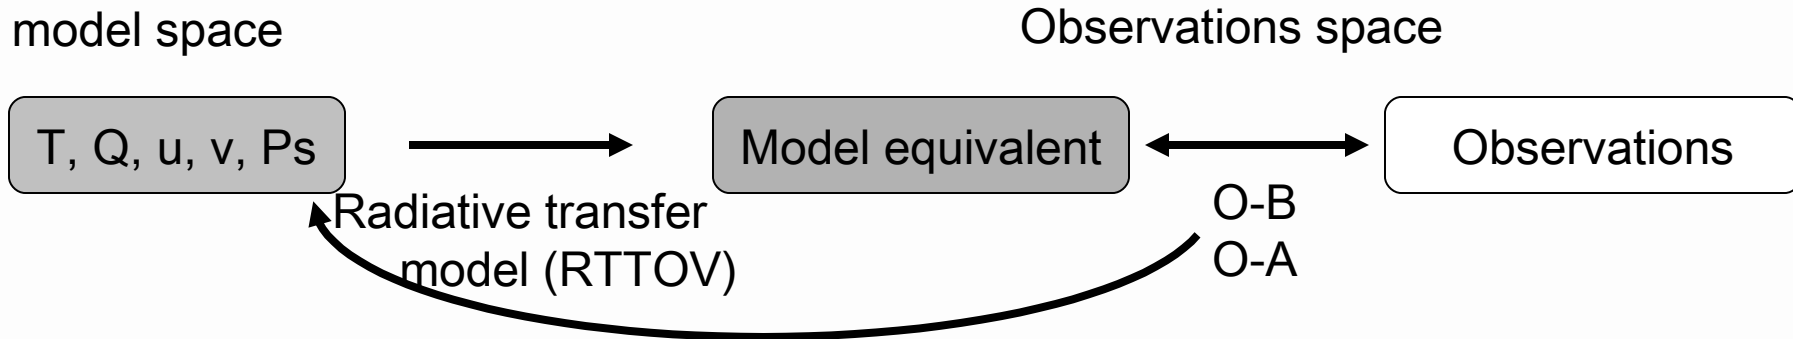 model space
Observations space
T, Q, u, v, Ps
Model equivalent
Observations
Radiative transfer
model (RTTOV)
O-B
O-A